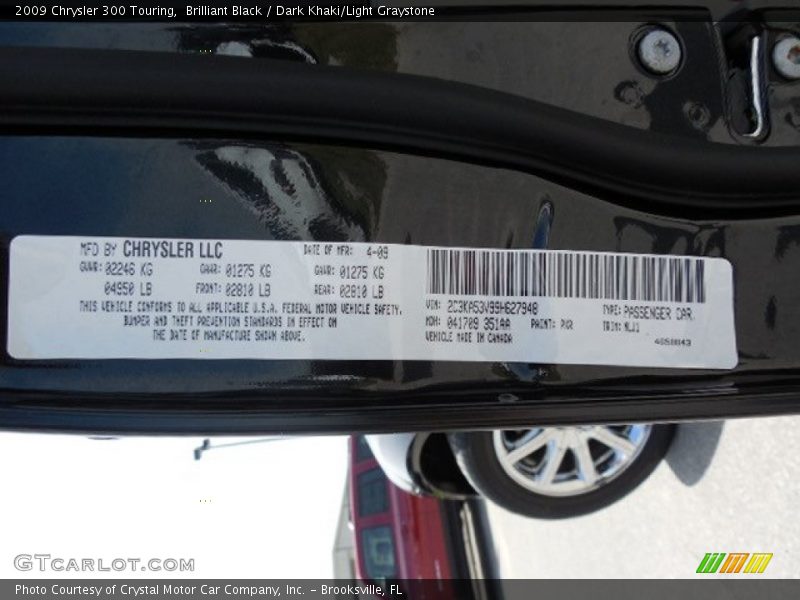 2009 Chrysler 300 Touring, Brilliant Black / Dark Khaki/Light Graystone
MFD BY CHRYSLER LLC DATE OF MFR: 4-09
GVWR: 02246 KG GAWR: 01275 KG GAWR: 01275 KG
04950 LB FRONT: 02810 LB REAR: 02810 LB
THIS VEHICLE CONFORMS TO ALL APPLICABLE U.S.A. FEDERAL MOTOR VEHICLE SAFETY,
BUMPER AND THEFT PREVENTION STANDARDS IN EFFECT ON
THE DATE OF MANUFACTURE SHOWN ABOVE.
VIN: 2C3KA53V99H627948 TYPE: PASSENGER CAR
MDH: 041709 351AA PAINT: PXR TRIM: NLJ1
VEHICLE MADE IN CANADA
GTCARLOT.COM
Photo Courtesy of Crystal Motor Car Company, Inc. – Brooksville, FL